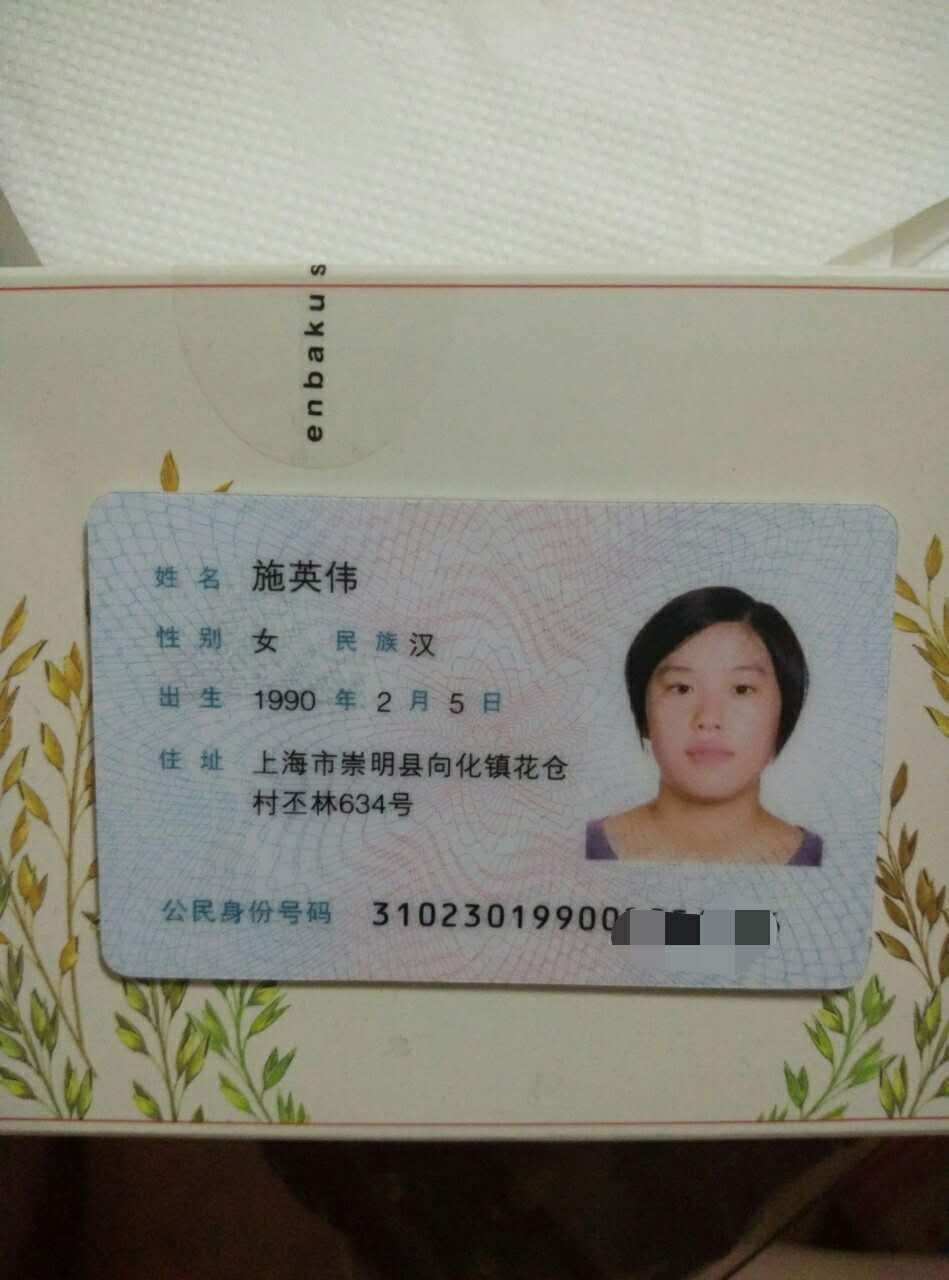 enbakus
姓名 施英伟
性别 女 民族 汉
出生 1990 年 2 月 5 日
住址 上海市崇明县向化镇花仓
村丕林634号
公民身份号码